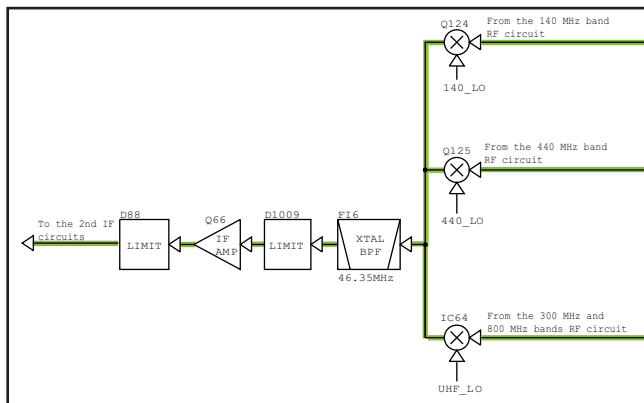 Q124
From the 140 MHz band
RF circuit
140_LO
Q125
From the 440 MHz band
RF circuit
440_LO
To the 2nd IF
circuits
D88
LIMIT
Q66
IF
AMP
D1009
LIMIT
FI6
XTAL
BPF
46.35MHz
IC64
From the 300 MHz and
800 MHz bands RF circuit
UHF_LO